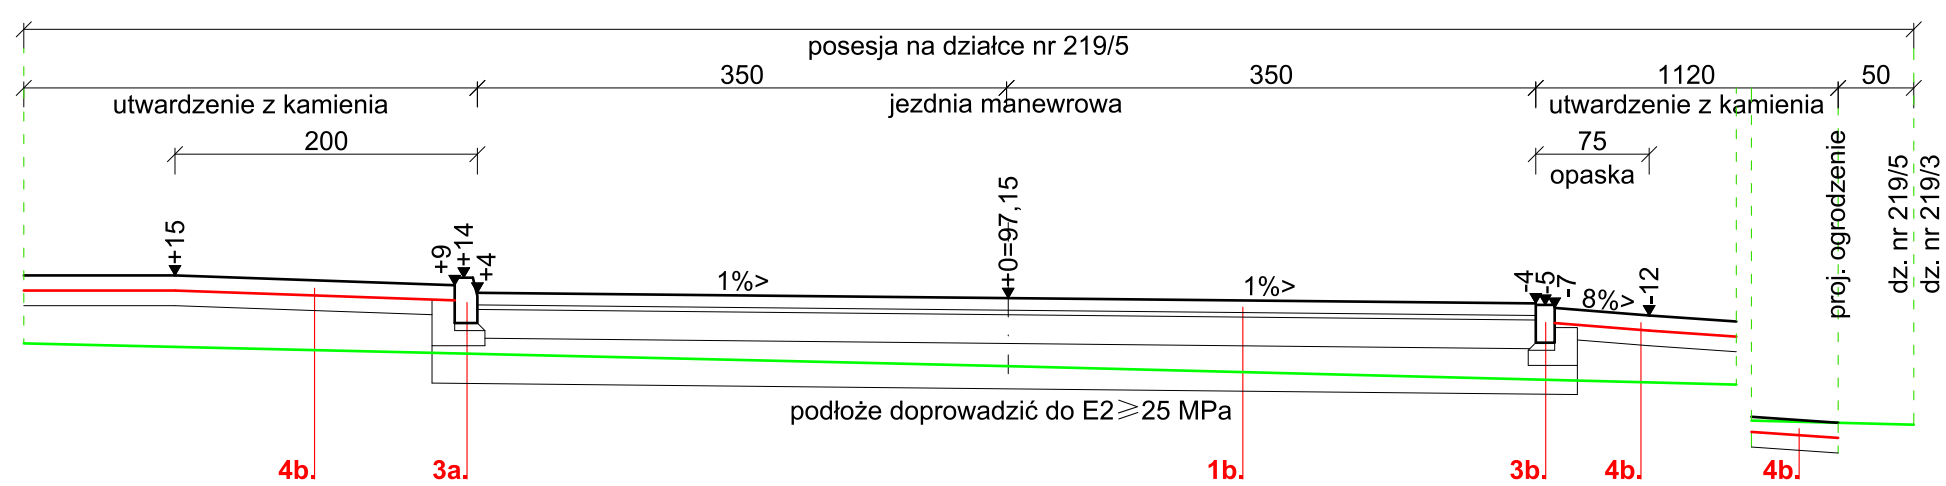 posesja na działce nr 219/5
350
350
1120
50
utwardzenie z kamienia
jezdnia manewrowa
utwardzenie z kamienia
200
75
opaska
proj. ogrodzenie
dz. nr 219/5
dz. nr 219/3
+15
+9
+14
+4
1%>
+0=97,15
1%>
-4
-5
-7
8%>
-12
podłoże doprowadzić do E2⩾25 MPa
4b.
3a.
1b.
3b.
4b.
4b.